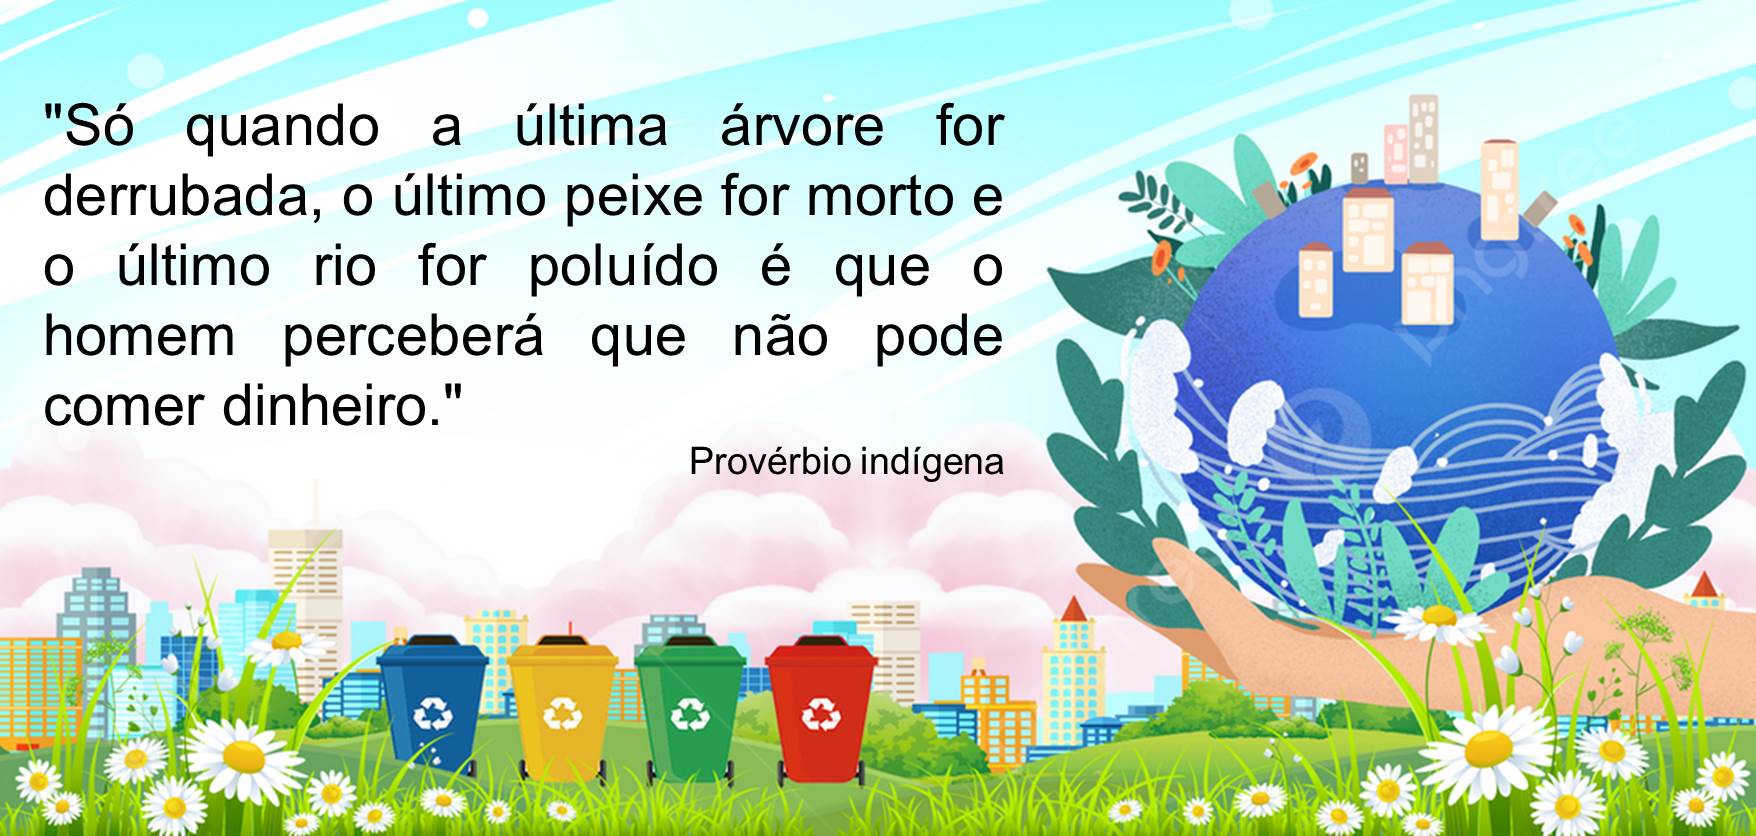 "Só quando a última árvore for
derrubada, o último peixe for morto e
o último rio for poluído é que o
homem perceberá que não pode
comer dinheiro."
Provérbio indígena